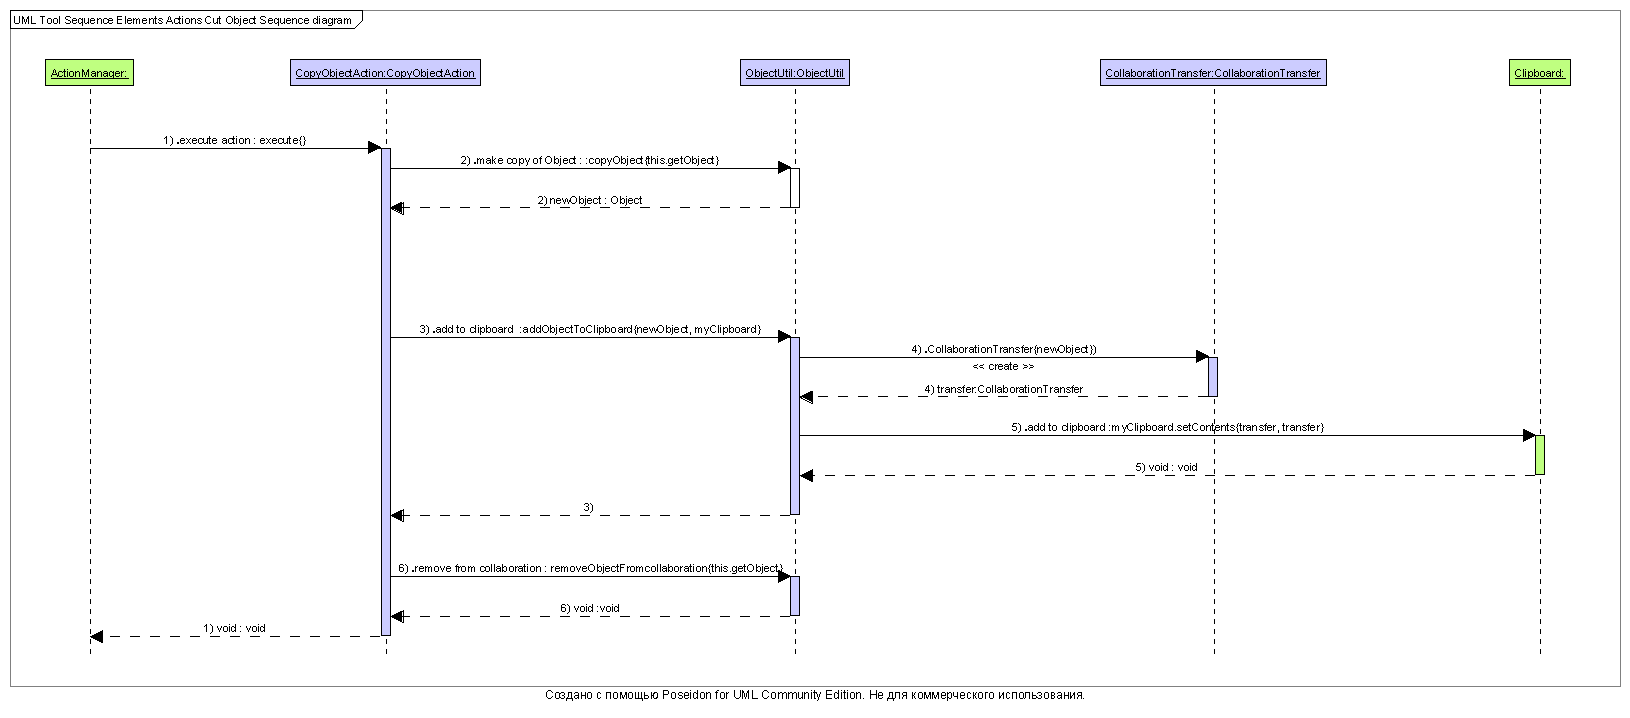 UML Tool Sequence Elements Actions Cut Object Sequence diagram
ActionManager:
CopyObjectAction:CopyObjectAction
ObjectUtil:ObjectUtil
CollaborationTransfer:CollaborationTransfer
Clipboard:
1) .execute action : execute{}
2) .make copy of Object : :copyObject{this.getObject}
2) newObject : Object
3) .add to clipboard :addObjectToClipboard{newObject, myClipboard}
4) .CollaborationTransfer{newObject})
<< create >>
4) transfer:CollaborationTransfer
5) .add to clipboard :myClipboard.setContents{transfer, transfer}
5) void : void
3)
6) .remove from collaboration : removeObjectFromcollaboration{this.getObject}
6) void :void
1) void : void
Создано с помощью Poseidon for UML Community Edition. Не для коммерческого использования.